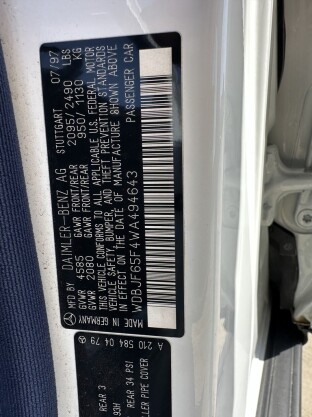 DAIMLER-BENZ AG STUTTGART 07/97
GVWR 4585 GAWR FRONT/REAR 2095/2490 LBS
GVWR 2080 GAWR FRONT/REAR 950/1130 KG
THIS VEHICLE CONFORMS TO ALL APPLICABLE U.S. FEDERAL MOTOR
VEHICLE SAFETY, BUMPER, AND THEFT PREVENTION STANDARDS
IN EFFECT ON THE DATE OF MANUFACTURE SHOWN ABOVE
WDBJF65F4WA494643 PASSENGER CAR
MADE IN GERMANY
A 210 584 04 79
REAR 3
REAR 34 PSI
93H
LLER PIPE COVER